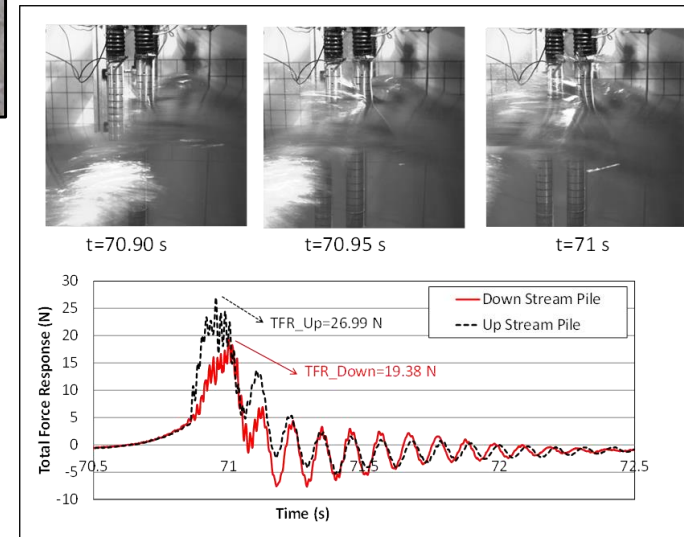 t=70.90 s
t=70.95 s
t=71 s
30
25
20
15
10
5
0
-5
-10
Total Force Response (N)
70.5
71
71.5
72
72.5
Time (s)
TFR_Up=26.99 N
TFR_Down=19.38 N
Down Stream Pile
Up Stream Pile